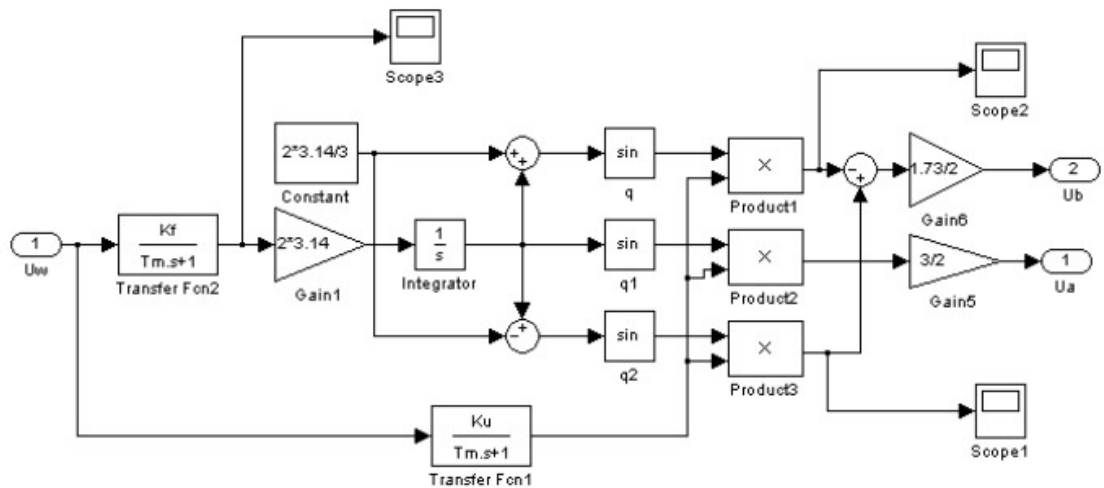 Scope3
Scope2
2*3.14/3
Constant
+
+
sin
q
×
Product1
-
+
1.73/2
Gain6
2
Ub
1
Uw
Kf
Tm.s+1
Transfer Fcn2
2*3.14
Gain1
1
s
Integrator
sin
q1
×
Product2
3/2
Gain5
1
Ua
-
+
sin
q2
×
Product3
Ku
Tm.s+1
Transfer Fcn1
Scope1